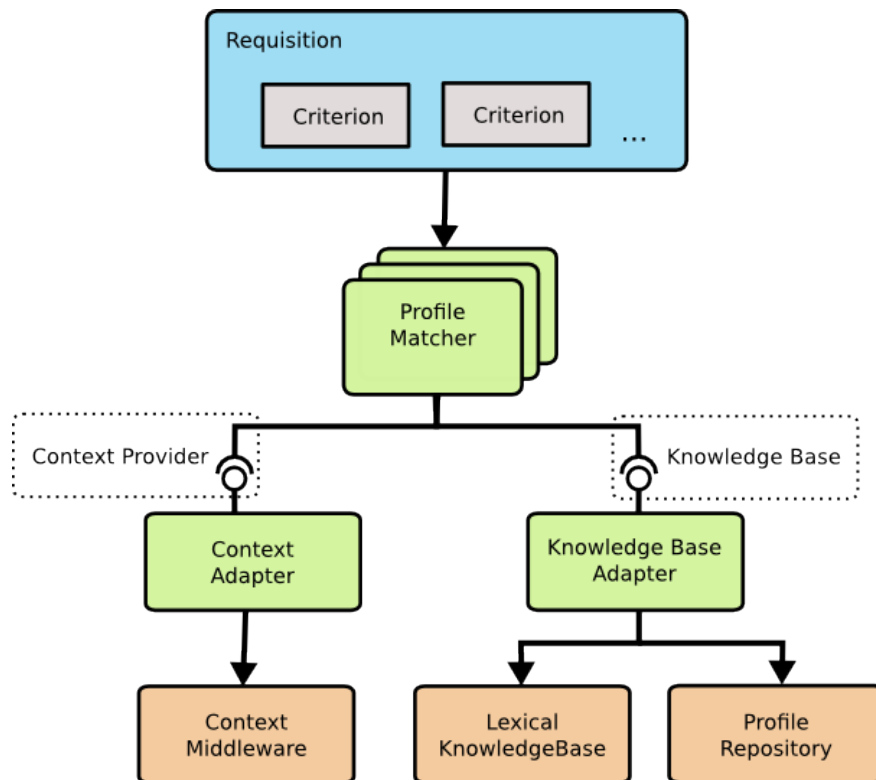 Requisition
Criterion
Criterion
...
Profile
Matcher
Context Provider
Knowledge Base
Context
Adapter
Knowledge Base
Adapter
Context
Middleware
Lexical
KnowledgeBase
Profile
Repository